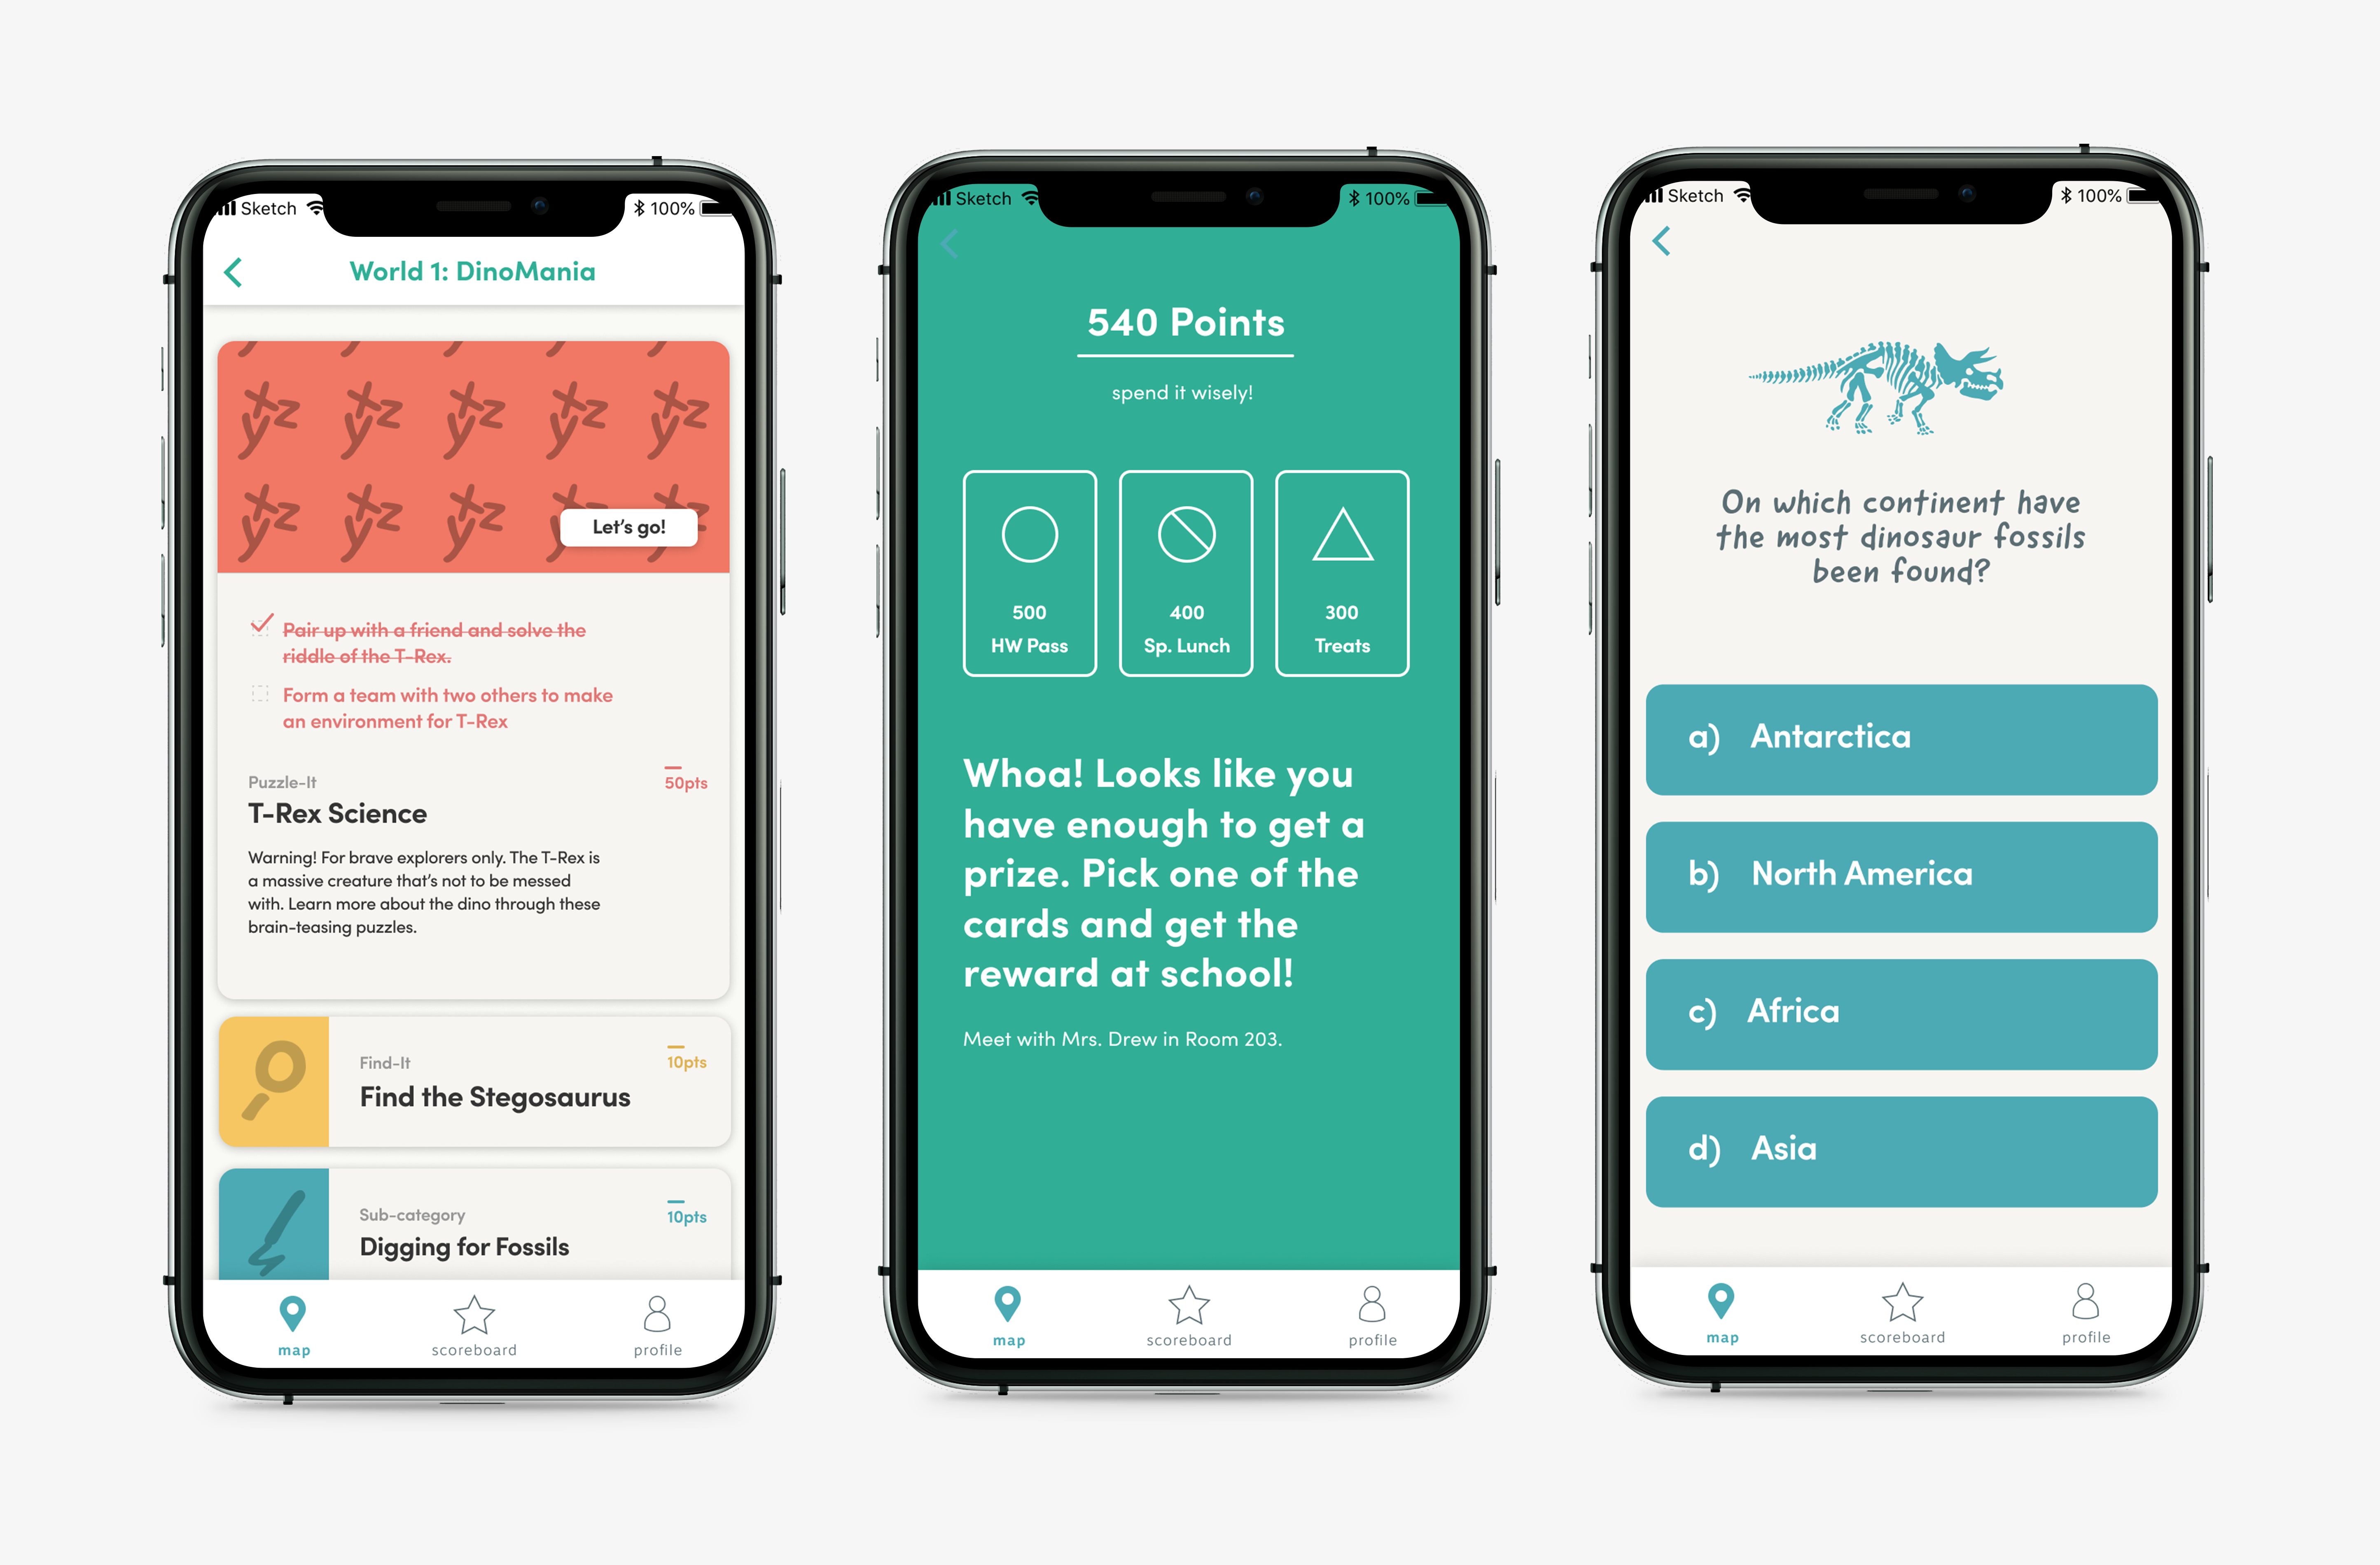 Sketch 100%
World 1: DinoMania
x y z x y z x y z x y z x y z
x y z x y z x y z x y z x y z
Let's go!
Pair up with a friend and solve the
riddle of the T-Rex.
Form a team with two others to make
an environment for T-Rex
Puzzle-It
50pts
T-Rex Science
Warning! For brave explorers only. The T-Rex is
a massive creature that's not to be messed
with. Learn more about the dino through these
brain-teasing puzzles.
Find-It
10pts
Find the Stegosaurus
Sub-category
10pts
Digging for Fossils
map scoreboard profile
Sketch 100%
540 Points
spend it wisely!
500 400 300
HW Pass Sp. Lunch Treats
Whoa! Looks like you
have enough to get a
prize. Pick one of the
cards and get the
reward at school!
Meet with Mrs. Drew in Room 203.
map scoreboard profile
Sketch 100%
On which continent have
the most dinosaur fossils
been found?
a) Antarctica
b) North America
c) Africa
d) Asia
map scoreboard profile